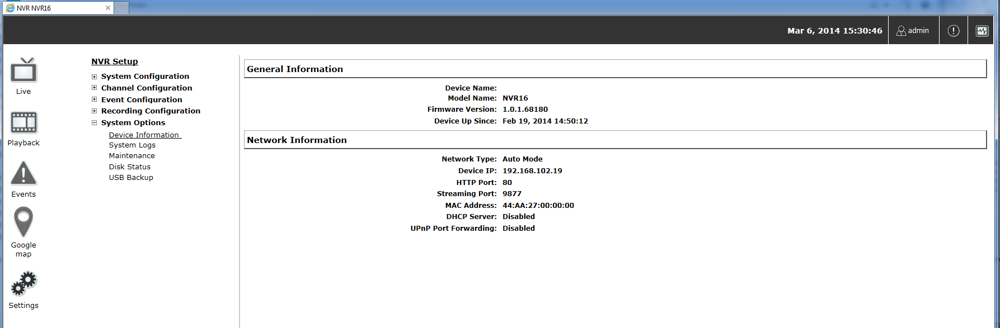 NVR NVR16
Mar 6, 2014 15:30:46
admin
Live
Playback
Events
Google
map
Settings
NVR Setup
System Configuration
Channel Configuration
Event Configuration
Recording Configuration
System Options
Device Information
System Logs
Maintenance
Disk Status
USB Backup
General Information
Device Name:
Model Name: NVR16
Firmware Version: 1.0.1.68180
Device Up Since: Feb 19, 2014 14:50:12
Network Information
Network Type: Auto Mode
Device IP: 192.168.102.19
HTTP Port: 80
Streaming Port: 9877
MAC Address: 44:AA:27:00:00:00
DHCP Server: Disabled
UPnP Port Forwarding: Disabled